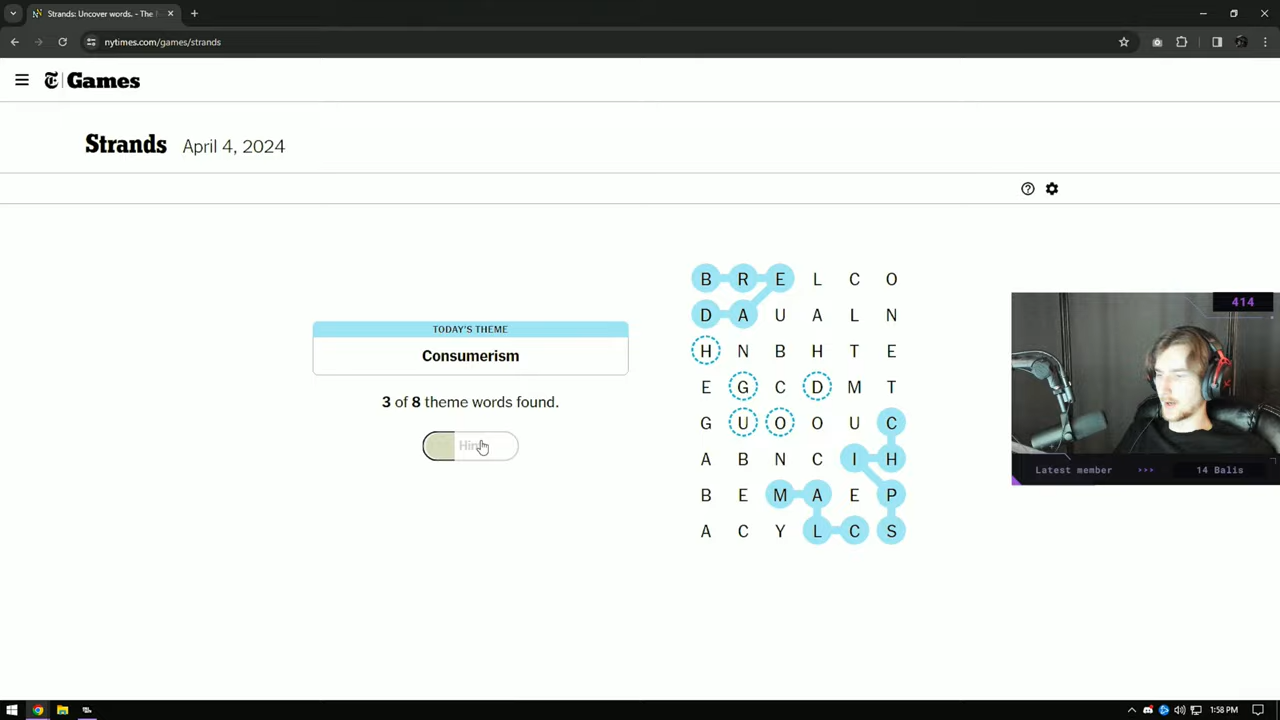 Strands: Uncover words. - The N
nytimes.com/games/strands
Games
Strands April 4, 2024
TODAY'S THEME
Consumerism
3 of 8 theme words found.
B R E L C O
D A U A L N
H N B H T E
E G C D M T
G U O O U C
A B N C I H
B E M A E P
A C Y L C S
414
Latest member >>> 14 Balis
1:58 PM